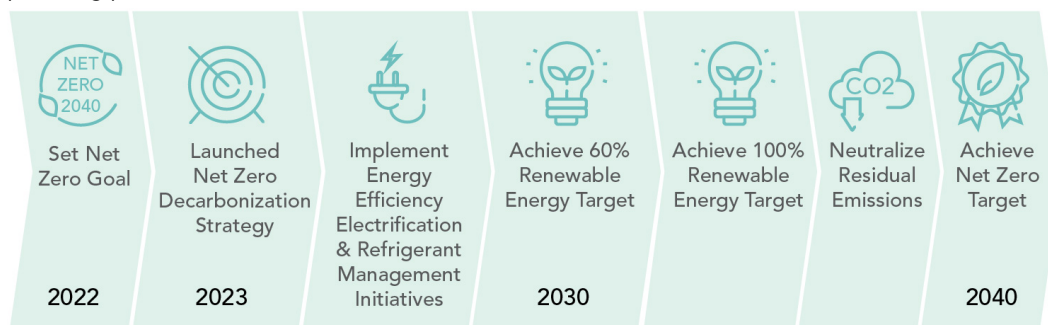 NET
ZERO
2040
Set Net
Zero Goal
2022
Launched
Net Zero
Decarbonization
Strategy
2023
Implement
Energy
Efficiency
Electrification
& Refrigerant
Management
Initiatives
Achieve 60%
Renewable
Energy Target
2030
Achieve 100%
Renewable
Energy Target
CO2
Neutralize
Residual
Emissions
Achieve
Net Zero
Target
2040